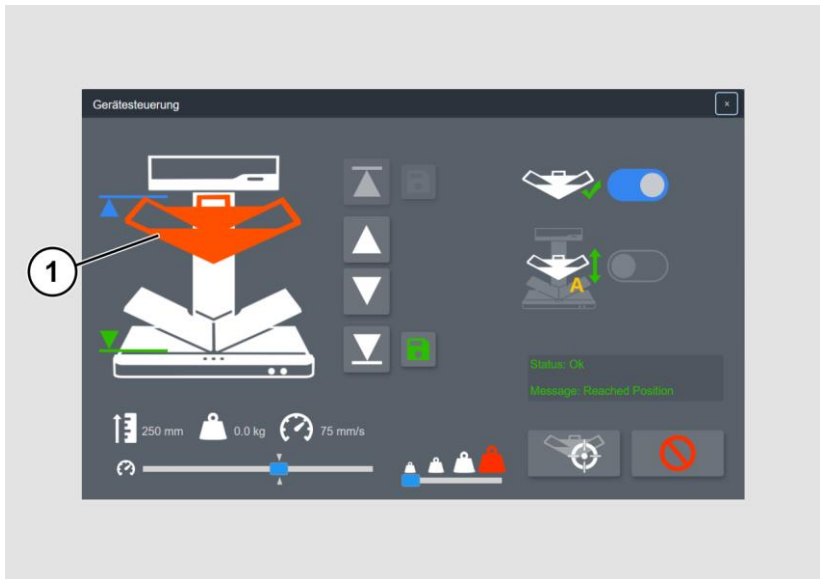 Gerätesteuerung
×
1
A
Status: Ok
Message: Reached Position
250 mm
0.0 kg
75 mm/s